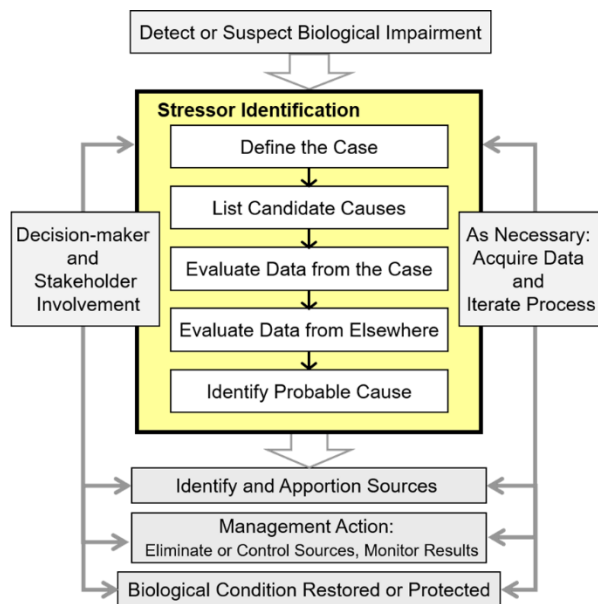 Detect or Suspect Biological Impairment
Stressor Identification
Define the Case
List Candidate Causes
Evaluate Data from the Case
Evaluate Data from Elsewhere
Identify Probable Cause
Decision-maker
and
Stakeholder
Involvement
As Necessary:
Acquire Data
and
Iterate Process
Identify and Apportion Sources
Management Action:
Eliminate or Control Sources, Monitor Results
Biological Condition Restored or Protected